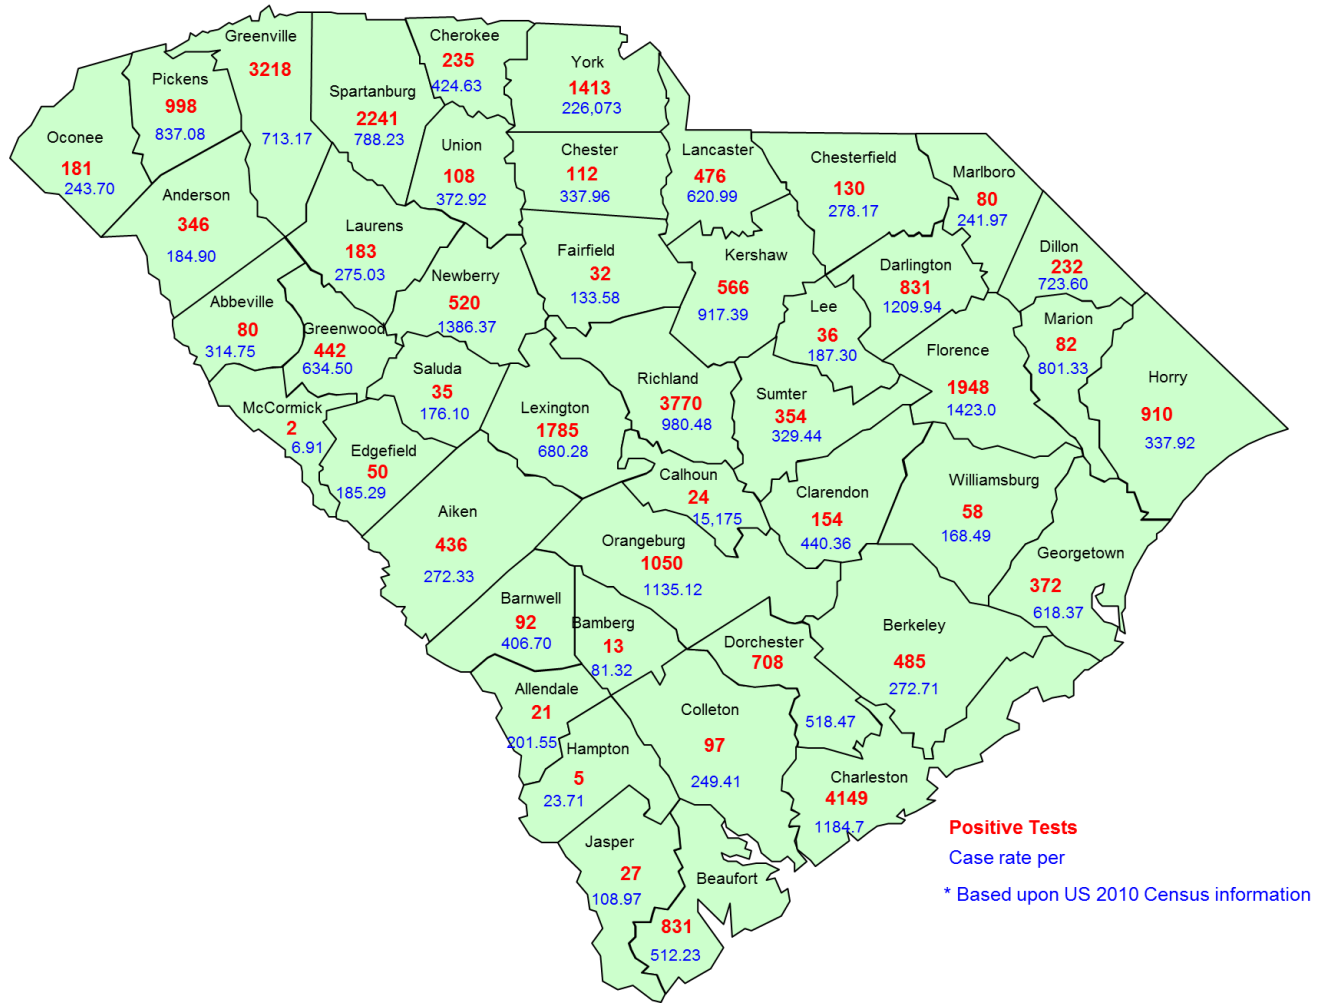 Greenville
3218
713.17
Cherokee
235
424.63
York
1413
226,073
Pickens
998
837.08
Spartanburg
2241
788.23
Oconee
181
243.70
Union
108
372.92
Chester
112
337.96
Lancaster
476
620.99
Chesterfield
130
278.17
Marlboro
80
241.97
Anderson
346
184.90
Laurens
183
275.03
Newberry
520
1386.37
Fairfield
32
133.58
Kershaw
566
917.39
Darlington
831
1209.94
Dillon
232
723.60
Abbeville
80
314.75
Greenwood
442
634.50
Lee
36
187.30
Marion
82
801.33
Saluda
35
176.10
Richland
3770
980.48
Florence
1948
1423.0
Horry
910
337.92
McCormick
2
6.91
Lexington
1785
680.28
Sumter
354
329.44
Edgefield
50
185.29
Calhoun
24
15,175
Clarendon
154
440.36
Williamsburg
58
168.49
Aiken
436
272.33
Orangeburg
1050
1135.12
Georgetown
372
618.37
Barnwell
92
406.70
Bamberg
13
81.32
Dorchester
708
518.47
Berkeley
485
272.71
Allendale
21
201.55
Colleton
97
249.41
Hampton
5
23.71
Charleston
4149
1184.7
Jasper
27
108.97
Beaufort
831
512.23
Positive Tests
Case rate per
* Based upon US 2010 Census information